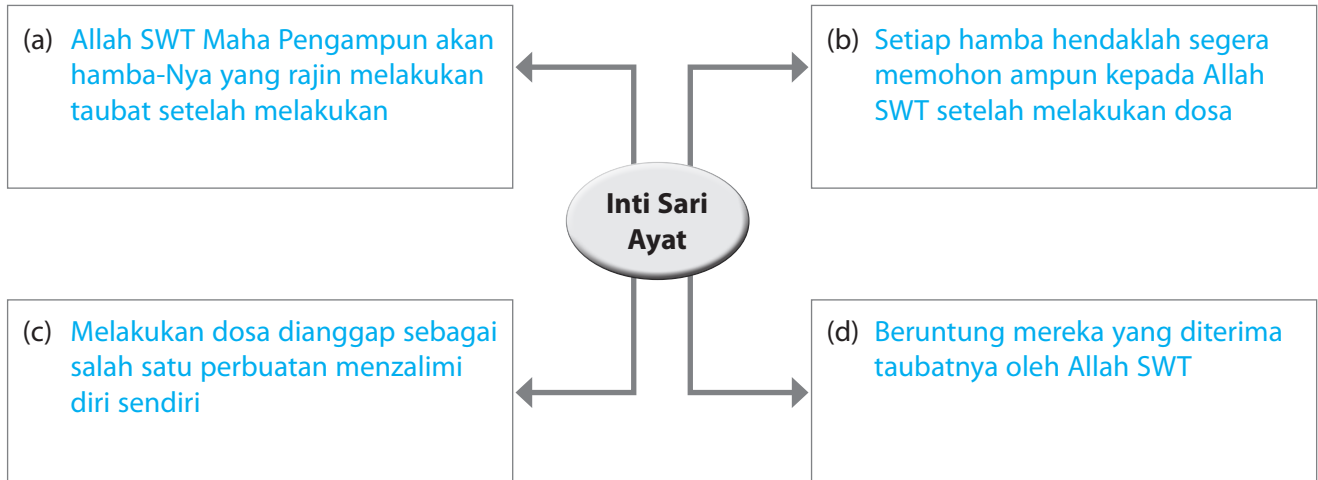 (a) Allah SWT Maha Pengampun akan
hamba-Nya yang rajin melakukan
taubat setelah melakukan
(b) Setiap hamba hendaklah segera
memohon ampun kepada Allah
SWT setelah melakukan dosa
Inti Sari
Ayat
(c) Melakukan dosa dianggap sebagai
salah satu perbuatan menzalimi
diri sendiri
(d) Beruntung mereka yang diterima
taubatnya oleh Allah SWT